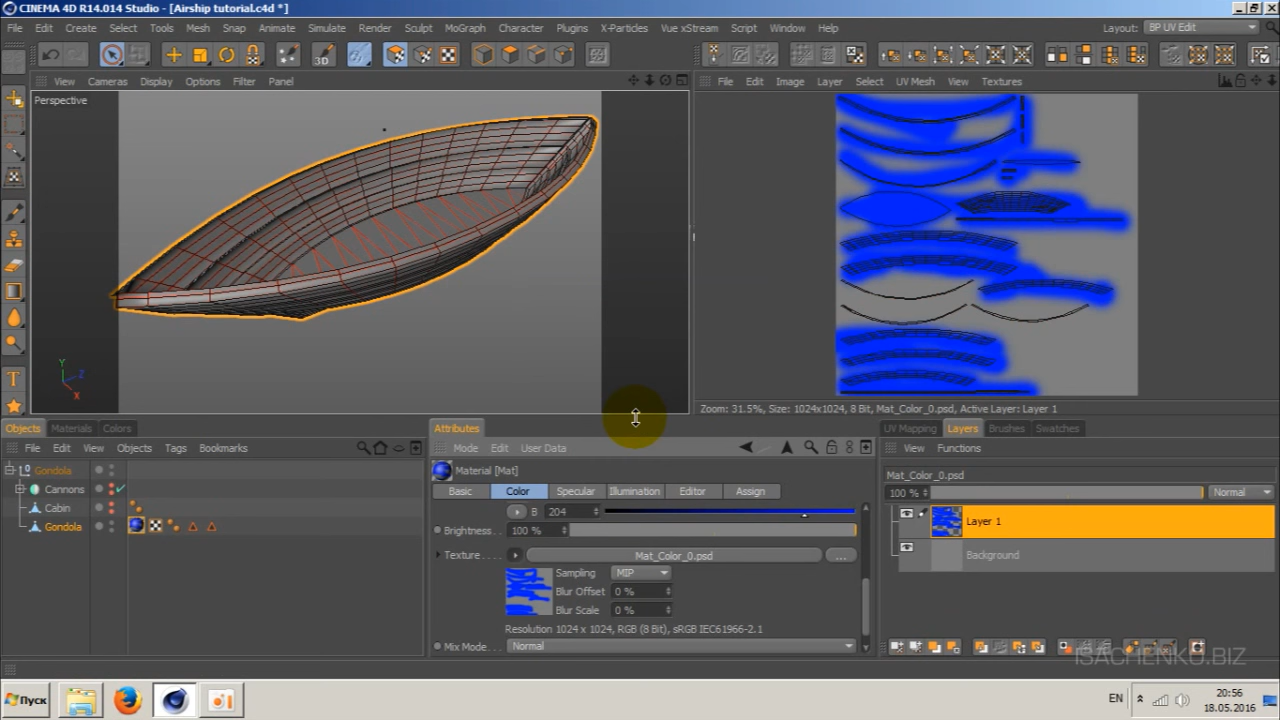 CINEMA 4D R14.014 Studio - [Airship tutorial.c4d *]
File Edit Create Select Tools Mesh Snap Animate Simulate Render Sculpt MoGraph Character Plugins X-Particles Vue xStream Script Window Help Layout: BP UV Edit
3D
View Cameras Display Options Filter Panel
File Edit Image Layer Select UV Mesh View Textures
Perspective
Y
Z
X
Zoom: 31.5%, Size: 1024x1024, 8 Bit, Mat_Color_0.psd, Active Layer: Layer 1
Objects Materials Colors
File Edit View Objects Tags Bookmarks
Gondola
Cannons
Cabin
Gondola
Attributes
Mode Edit User Data
Material [Mat]
Basic Color Specular Illumination Editor Assign
B 204
Brightness . . 100 %
Texture. . . . . Mat_Color_0.psd ...
Sampling MIP
Blur Offset 0 %
Blur Scale 0 %
Resolution 1024 x 1024, RGB (8 Bit), sRGB IEC61966-2.1
Mix Mode. . . Normal
UV Mapping Layers Brushes Swatches
View Functions
Mat_Color_0.psd
100 % Normal
Layer 1
Background
ISACHENKO.BIZ
Пуск
EN
20:56
18.05.2016